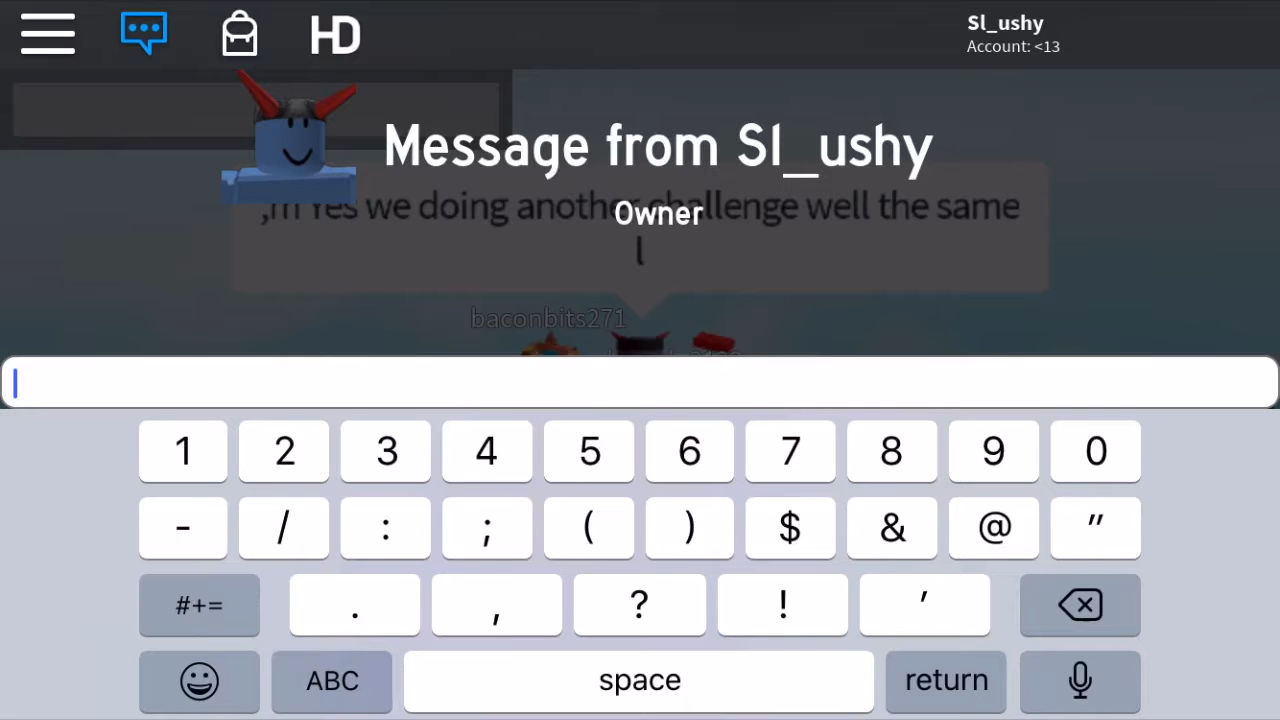 HD
Sl_ushy
Account: <13
Message from Sl_ushy
,m Yes we doing another challenge well the same
l
Owner
baconbits271
1 2 3 4 5 6 7 8 9 0
- / : ; ( ) $ & @ "
#+= . , ? ! '
ABC space return